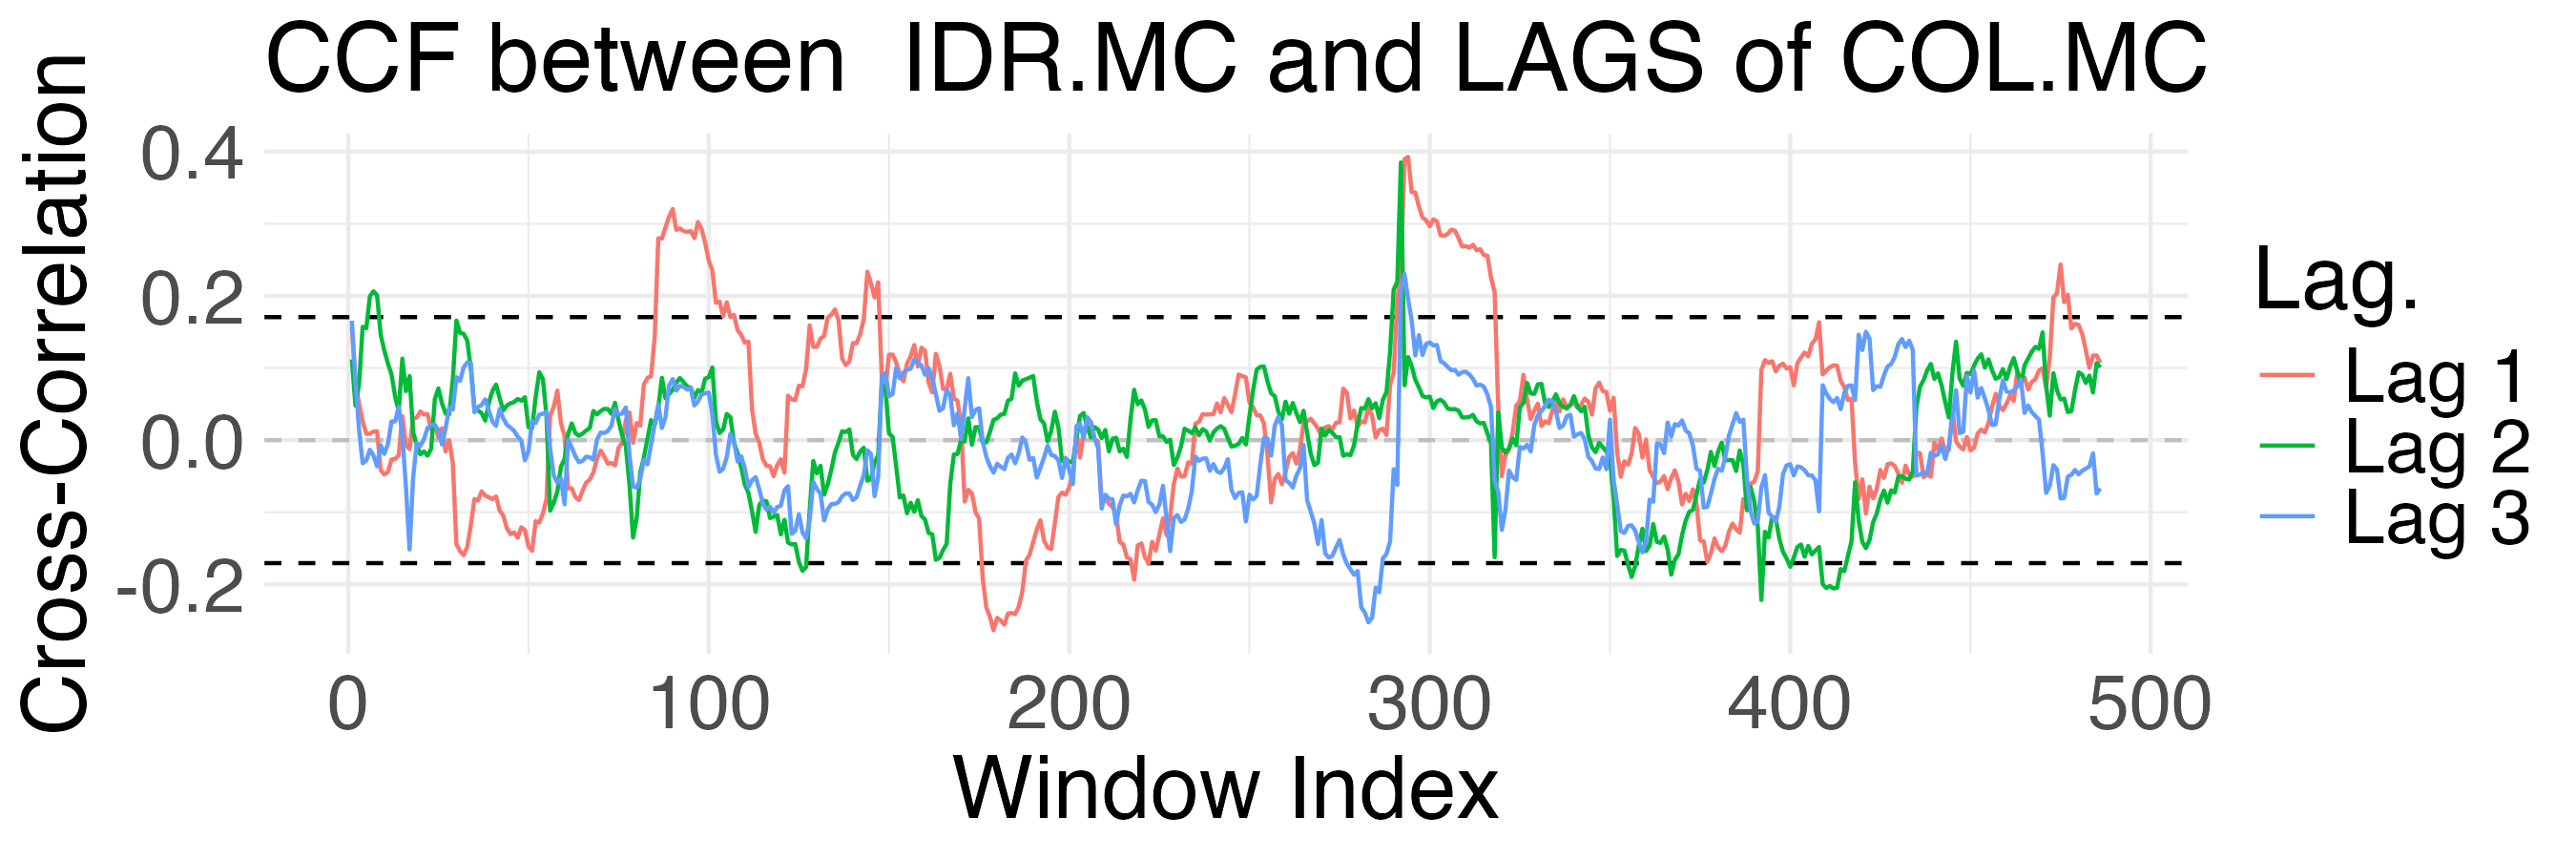 CCF between  IDR.MC and LAGS of COL.MC
Cross-Correlation
0.4
0.2
0.0
-0.2
0 100 200 300 400 500
Window Index
Lag.
Lag 1
Lag 2
Lag 3